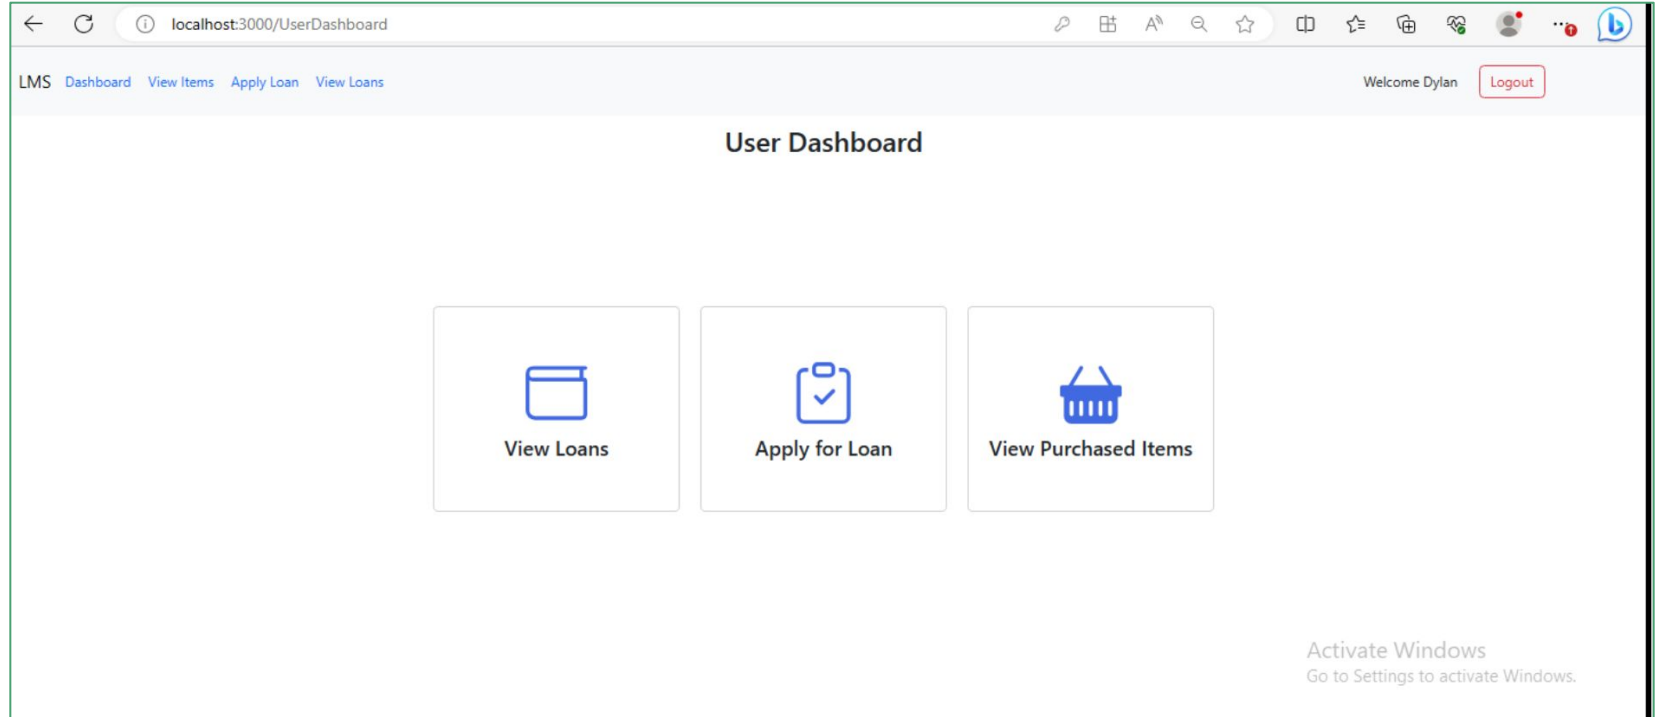 localhost:3000/UserDashboard
LMS Dashboard View Items Apply Loan View Loans Welcome Dylan Logout
User Dashboard
View Loans Apply for Loan View Purchased Items
Activate Windows
Go to Settings to activate Windows.